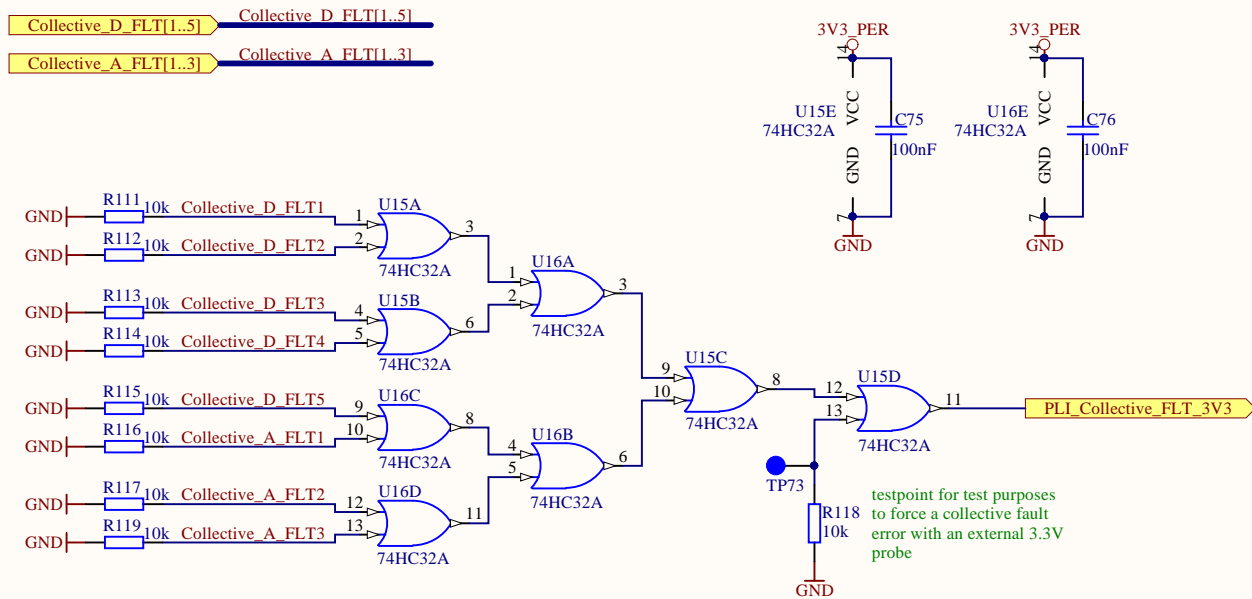 Collective_D_FLT[1..5]
Collective_D_FLT[1..5]
Collective_A_FLT[1..3]
Collective_A_FLT[1..3]
3V3_PER
14
VCC
U15E
74HC32A
GND
7
GND
C75
100nF
3V3_PER
14
VCC
U16E
74HC32A
GND
7
GND
C76
100nF
GND
R111
10k
Collective_D_FLT1
1
GND
R112
10k
Collective_D_FLT2
2
U15A
3
74HC32A
GND
R113
10k
Collective_D_FLT3
4
GND
R114
10k
Collective_D_FLT4
5
U15B
6
74HC32A
GND
R115
10k
Collective_D_FLT5
9
GND
R116
10k
Collective_A_FLT1
10
U16C
8
74HC32A
GND
R117
10k
Collective_A_FLT2
12
GND
R119
10k
Collective_A_FLT3
13
U16D
11
74HC32A
1
2
U16A
3
74HC32A
4
5
U16B
6
74HC32A
9
10
U15C
8
74HC32A
12
13
U15D
11
74HC32A
PLI_Collective_FLT_3V3
TP73
R118
10k
GND
testpoint for test purposes
to force a collective fault
error with an external 3.3V
probe